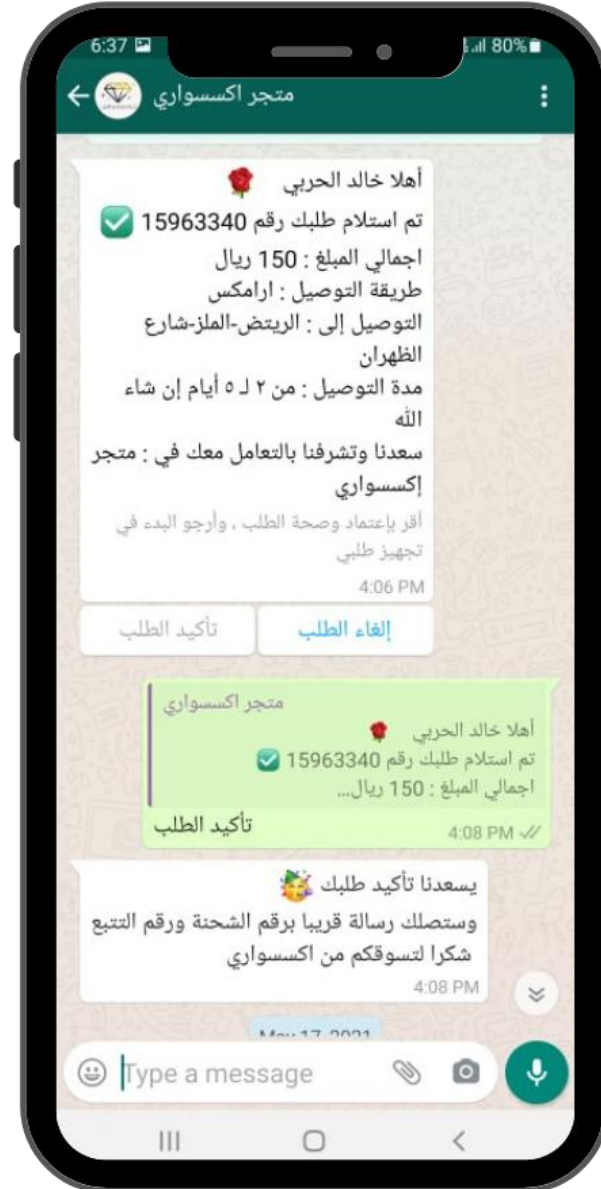 6:37
80%
متجر اكسسواري
أهلا خالد الحربي 🌹
تم استلام طلبك رقم 15963340 ✅
اجمالي المبلغ : 150 ريال
طريقة التوصيل : ارامكس
التوصيل إلى : الريتض-الملز-شارع
الظهران
مدة التوصيل : من ٢ لـ ٥ أيام إن شاء
الله
سعدنا وتشرفنا بالتعامل معك في : متجر
إكسسواري
أقر بإعتماد وصحة الطلب ، وأرجو البدء في
تجهيز طلبي
4:06 PM
إلغاء الطلب
تأكيد الطلب
متجر اكسسواري
أهلا خالد الحربي 🌹
تم استلام طلبك رقم 15963340 ✅
اجمالي المبلغ : 150 ريال...
تأكيد الطلب
4:08 PM
يسعدنا تأكيد طلبك 🥳
وستصلك رسالة قريبا برقم الشحنة ورقم التتبع
شكرا لتسوقكم من اكسسواري
4:08 PM
May 17, 2021
Type a message